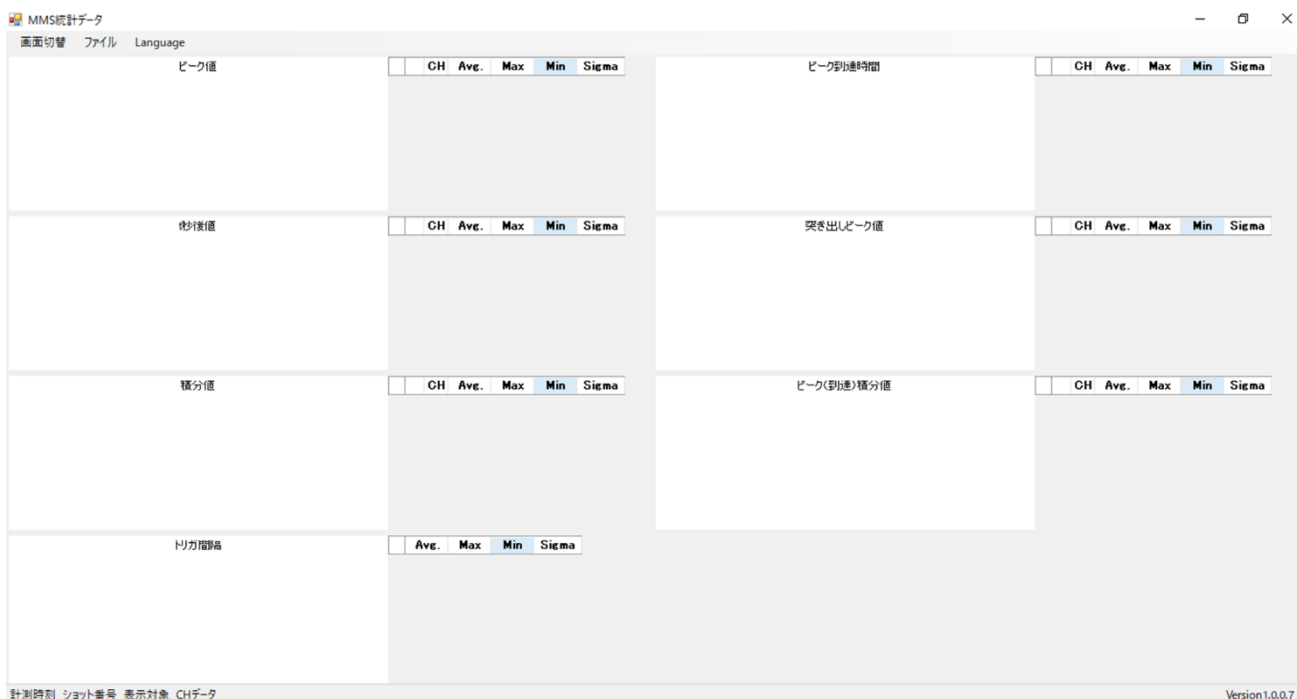 MMS統計データ
画面切替 ファイル Language
ピーク値 CH Avg. Max Min Sigma
ピーク到達時間 CH Avg. Max Min Sigma
t秒後値 CH Avg. Max Min Sigma
突き出しピーク値 CH Avg. Max Min Sigma
積分値 CH Avg. Max Min Sigma
ピーク(到達)積分値 CH Avg. Max Min Sigma
トリガ間隔 Avg. Max Min Sigma
計測時刻 ショット番号 表示対象 CHデータ
Version1.0.0.7